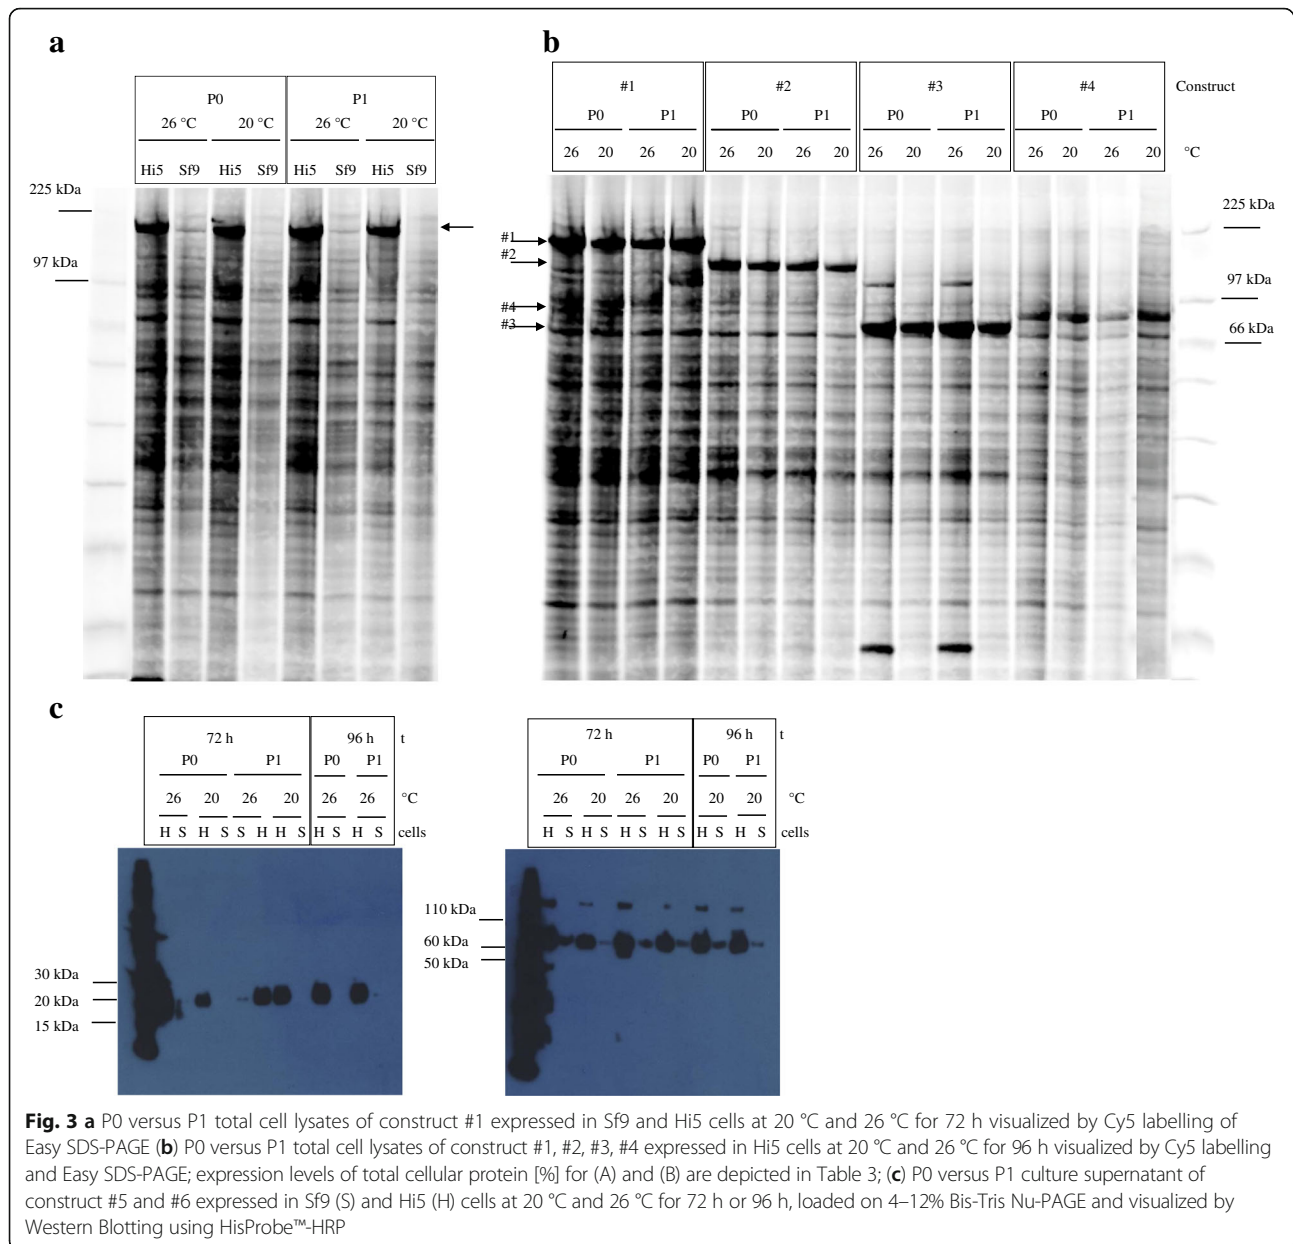 a
P0 P1
26 °C 20 °C 26 °C 20 °C
Hi5 Sf9 Hi5 Sf9 Hi5 Sf9 Hi5 Sf9
225 kDa
97 kDa
b
#1 #2 #3 #4 Construct
P0 P1 P0 P1 P0 P1 P0 P1
26 20 26 20 26 20 26 20 26 20 26 20 26 20 26 20 °C
#1
#2
#4
#3
225 kDa
97 kDa
66 kDa
c
72 h 96 h t
P0 P1 P0 P1
26 20 26 20 26 26 °C
H S H S S H H S H S H S cells
30 kDa
20 kDa
15 kDa
72 h 96 h t
P0 P1 P0 P1
26 20 26 20 20 20 °C
H S H S H S H S H S H S cells
110 kDa
60 kDa
50 kDa
Fig. 3 a P0 versus P1 total cell lysates of construct #1 expressed in Sf9 and Hi5 cells at 20 °C and 26 °C for 72 h visualized by Cy5 labelling of
Easy SDS-PAGE (b) P0 versus P1 total cell lysates of construct #1, #2, #3, #4 expressed in Hi5 cells at 20 °C and 26 °C for 96 h visualized by Cy5 labelling
and Easy SDS-PAGE; expression levels of total cellular protein [%] for (A) and (B) are depicted in Table 3; (c) P0 versus P1 culture supernatant of
construct #5 and #6 expressed in Sf9 (S) and Hi5 (H) cells at 20 °C and 26 °C for 72 h or 96 h, loaded on 4–12% Bis-Tris Nu-PAGE and visualized by
Western Blotting using HisProbe™-HRP